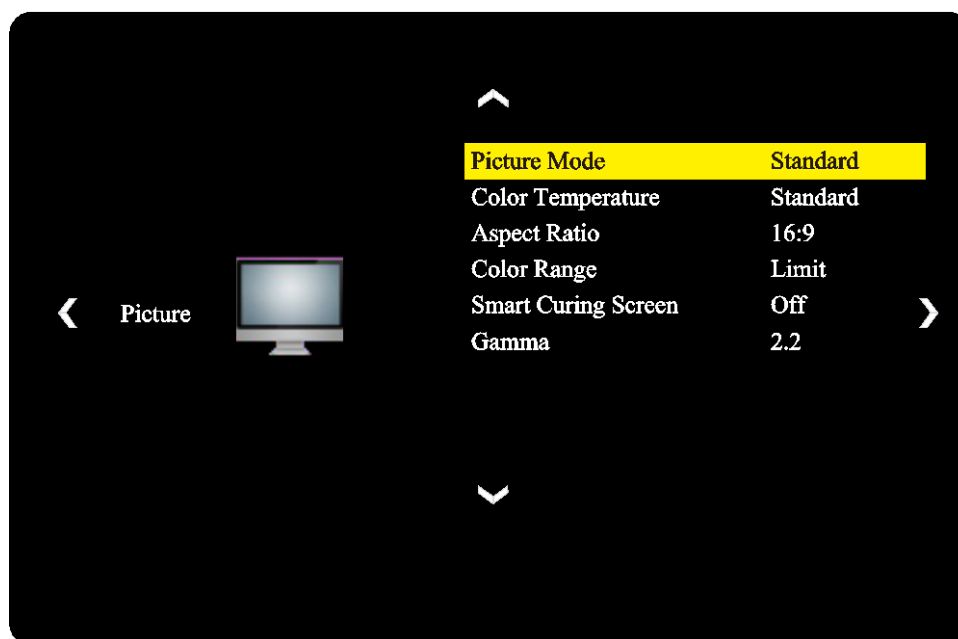 Picture
Picture Mode Standard
Color Temperature Standard
Aspect Ratio 16:9
Color Range Limit
Smart Curing Screen Off
Gamma 2.2